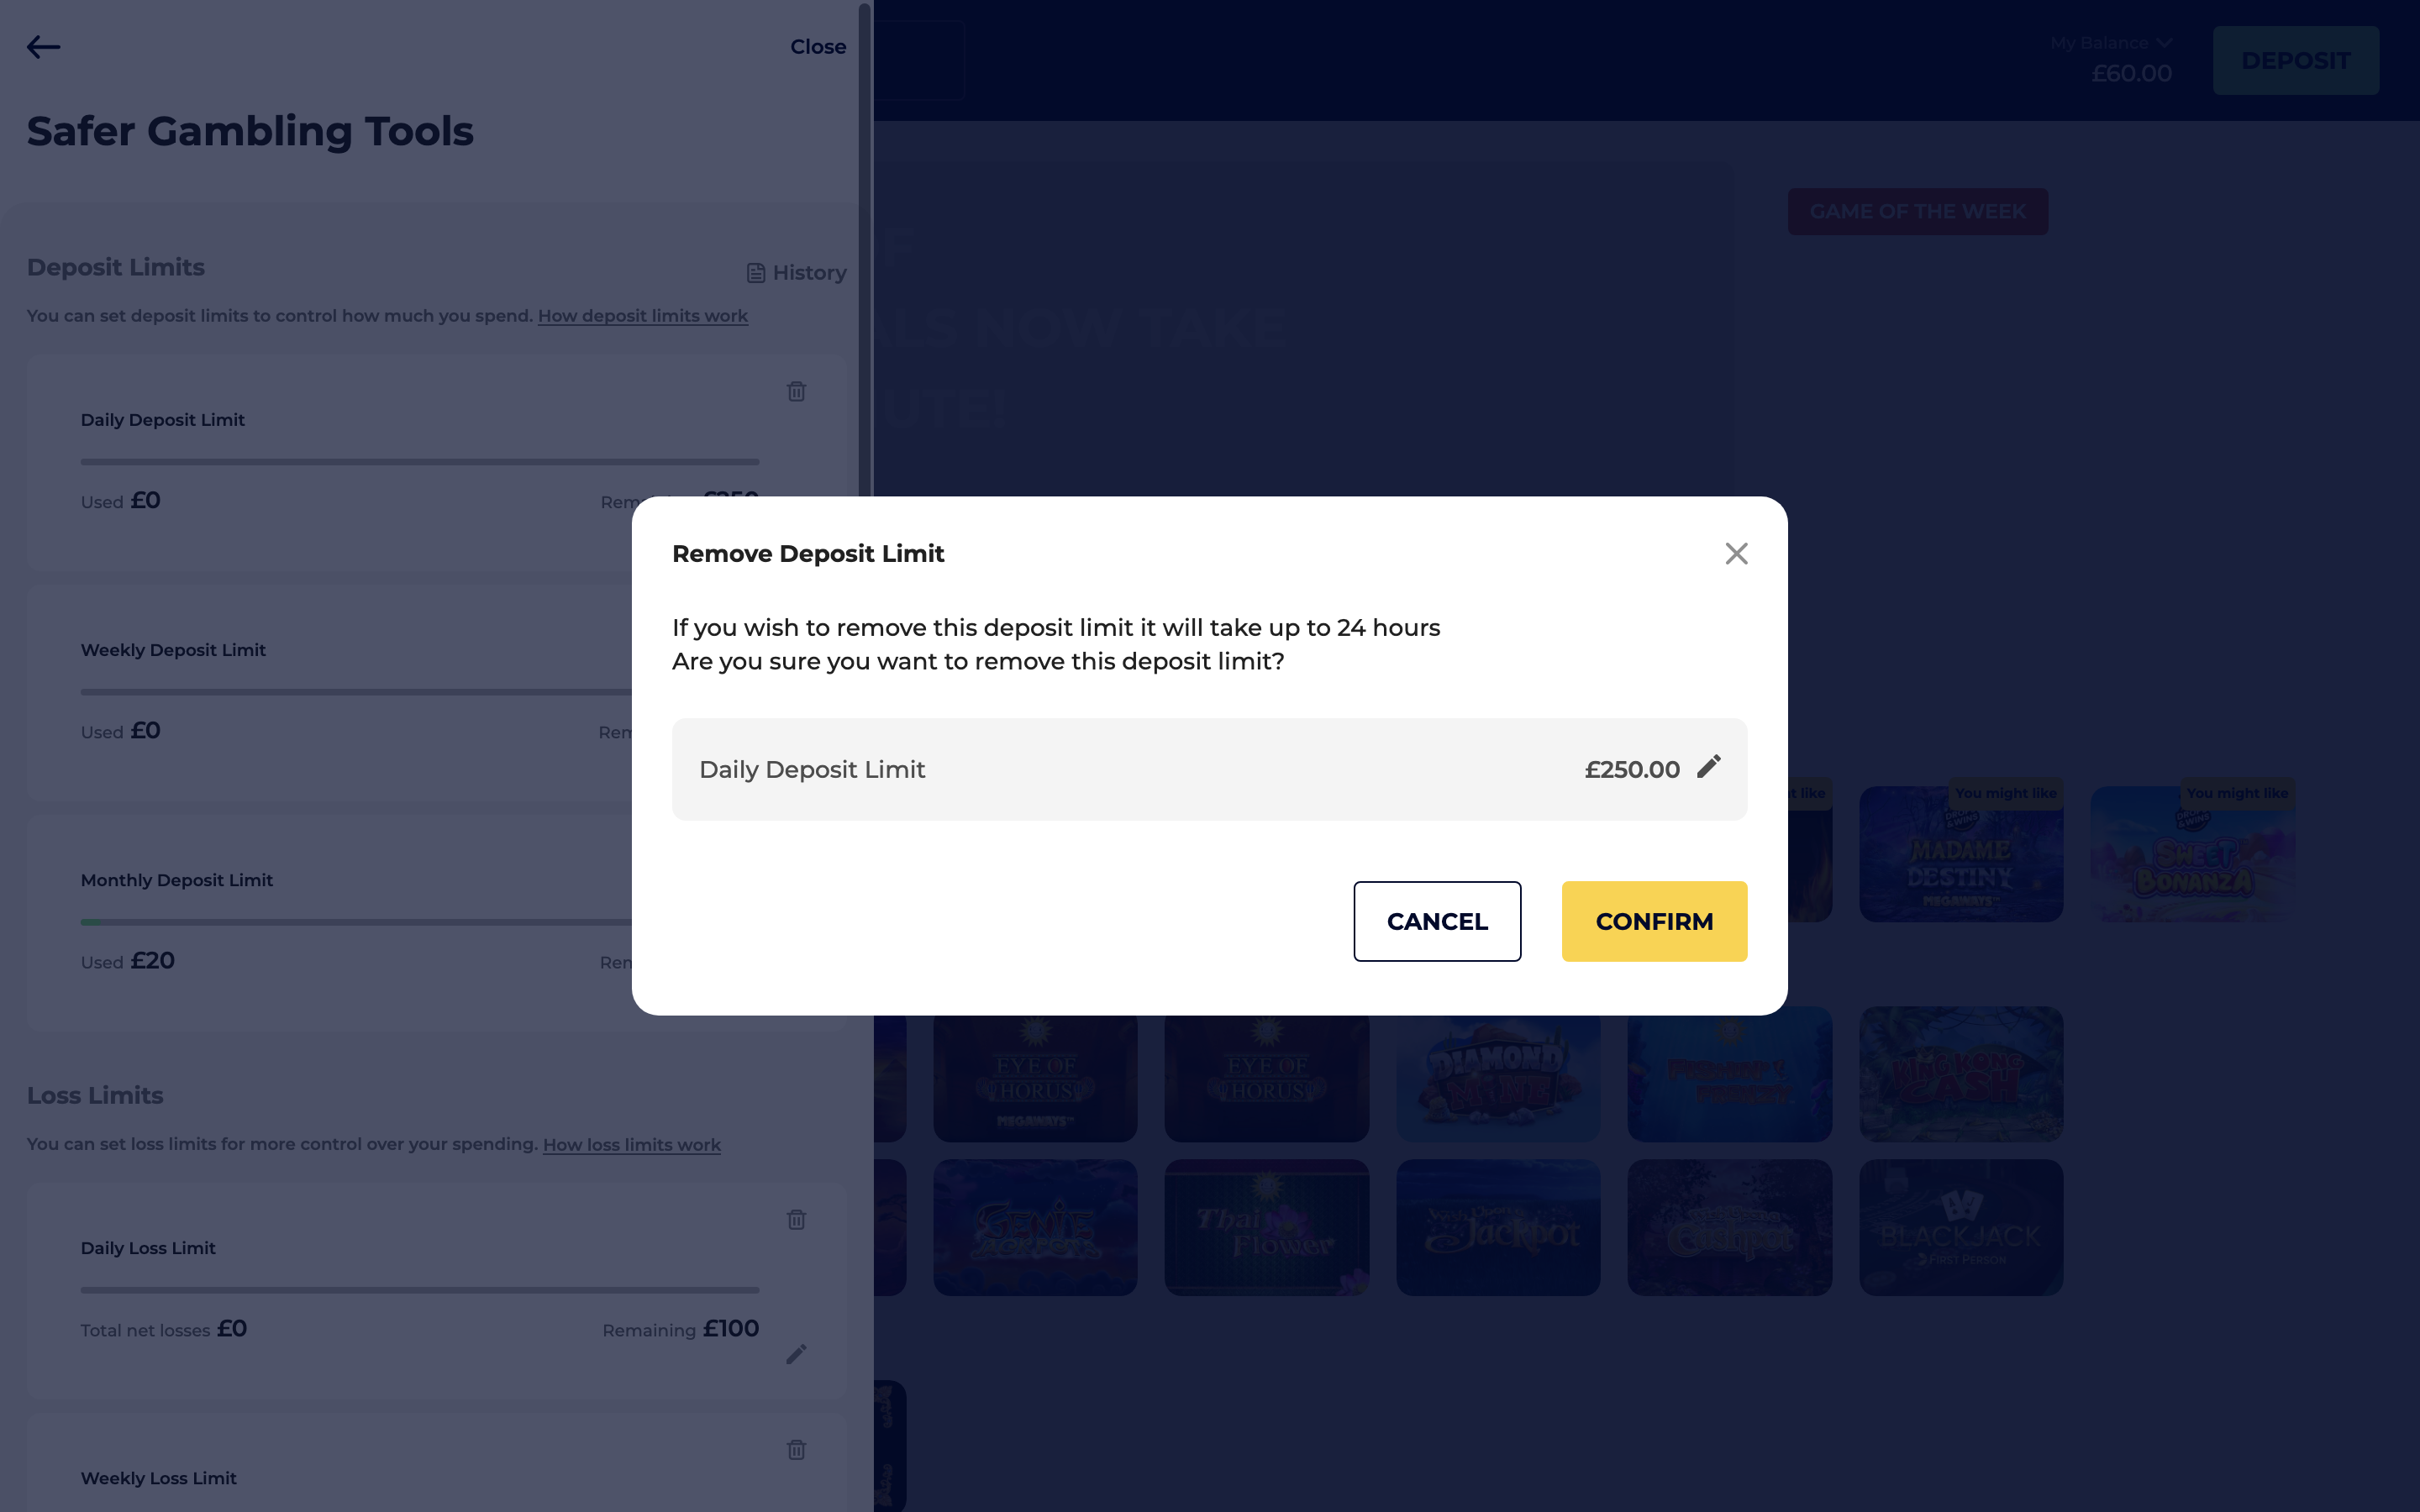 Close
Safer Gambling Tools
Deposit Limits
History
You can set deposit limits to control how much you spend. How deposit limits work
Daily Deposit Limit
Used £0
Weekly Deposit Limit
Used £0
Monthly Deposit Limit
Used £20
Loss Limits
You can set loss limits for more control over your spending. How loss limits work
Daily Loss Limit
Total net losses £0
Remaining £100
Weekly Loss Limit
My Balance
£60.00
DEPOSIT
GAME OF THE WEEK
NOW TAKE
Remove Deposit Limit
If you wish to remove this deposit limit it will take up to 24 hours
Are you sure you want to remove this deposit limit?
Daily Deposit Limit
£250.00
CANCEL
CONFIRM
You might like
MADAME
DESTINY
MEGAWAYS
You might like
SWEET
BONANZA
EYE OF
HORUS
MEGAWAYS
EYE OF
HORUS
DIAMOND
MINE
KING KONG
CASH
GENIE
JACKPOTS
Thai
Flower
Jackpot
BLACKJACK
FIRST PERSON